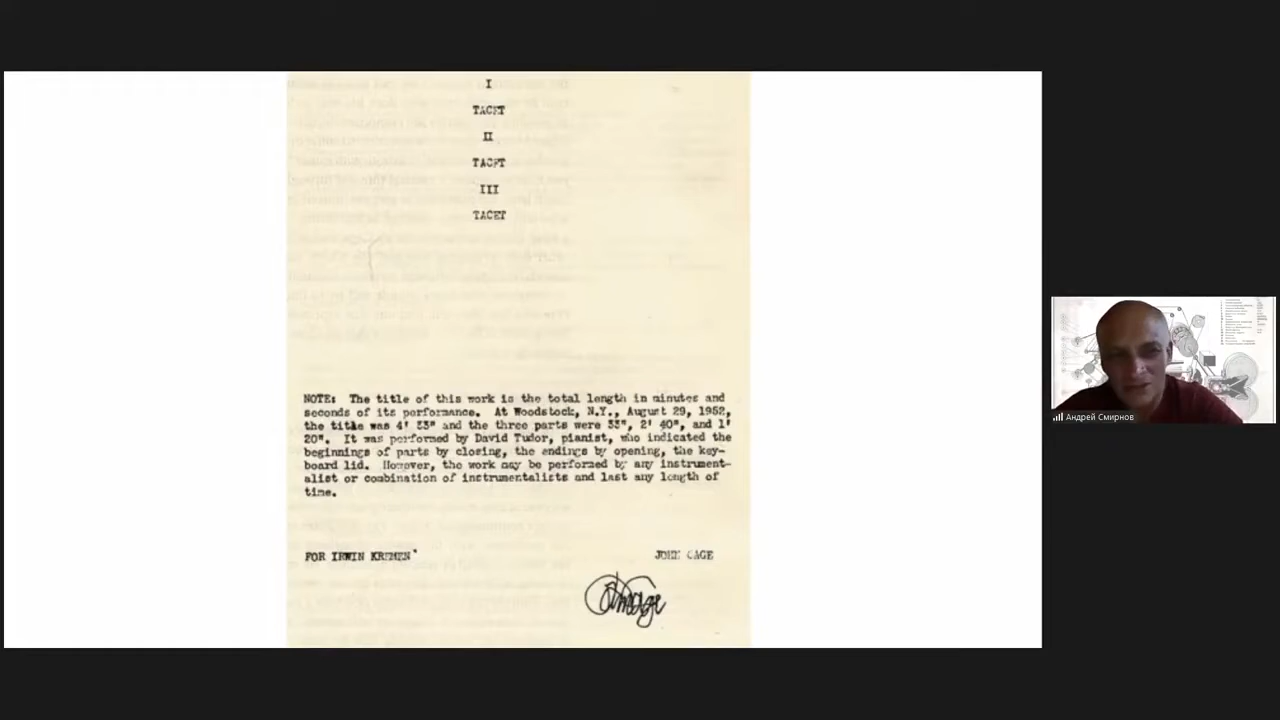 I
TACET
II
TACET
III
TACET
NOTE: The title of this work is the total length in minutes and
seconds of its performance. At Woodstock, N.Y., August 29, 1952,
the title was 4' 33" and the three parts were 33", 2' 40", and 1'
20". It was performed by David Tudor, pianist, who indicated the
beginnings of parts by closing, the endings by opening, the key-
board lid. However, the work may be performed by any instrument-
alist or combination of instrumentalists and last any length of
time.
FOR IRWIN KREMEN
JOHN CAGE
Андрей Смирнов